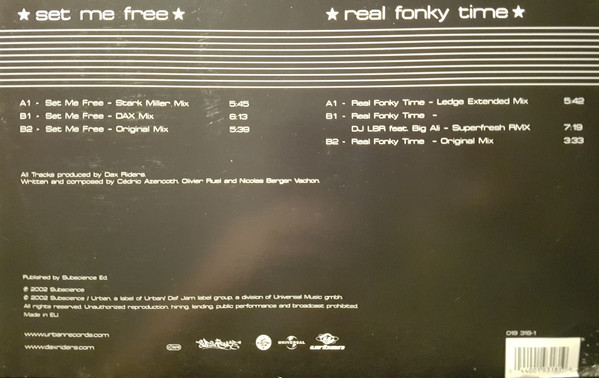 ★ set me free ★
★ real fonky time ★
A1 - Set Me Free - Stark Miller Mix 5:45
B1 - Set Me Free - DAX Mix 6:13
B2 - Set Me Free - Original Mix 5:39
A1 - Real Fonky Time - Ledge Extended Mix 5:42
B1 - Real Fonky Time -
DJ LBR feat. Big Ali - Superfresh RMX 7:19
B2 - Real Fonky Time - Original Mix 3:33
All Tracks produced by Dax Riders.
Written and composed by Cédric Azencoth, Olivier Ruel and Nicolas Berger Vachon.
Published by Subscience Ed.
℗ 2002 Subscience
© 2002 Subscience / Urban, a label of Urban/ Def Jam label group, a division of Universal Music gmbh
All rights reserved. Unauthorized reproduction, hiring, lending, public performance and broadcast prohibited.
Made in EU
www.urbanrecords.com
www.daxriders.com
UNIVERSAL
019 319-1